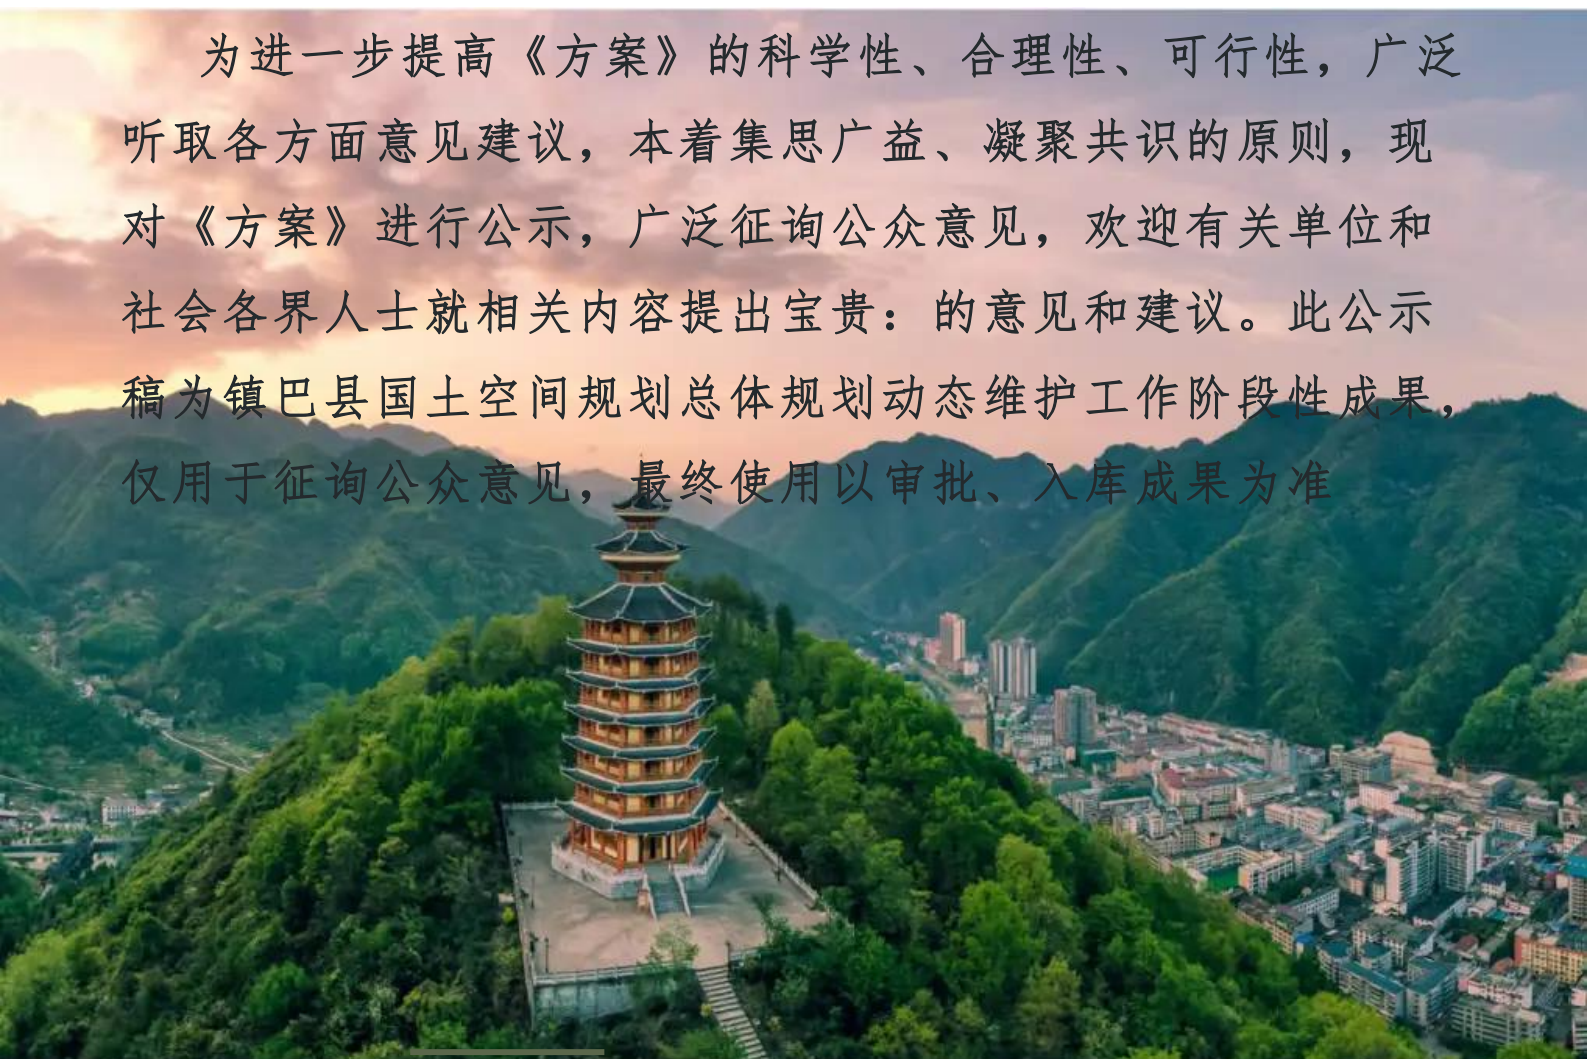 为进一步提高《方案》的科学性、合理性、可行性，广泛
听取各方面意见建议，本着集思广益、凝聚共识的原则，现
对《方案》进行公示，广泛征询公众意见，欢迎有关单位和
社会各界人士就相关内容提出宝贵：的意见和建议。此公示
稿为镇巴县国土空间规划总体规划动态维护工作阶段性成果，
仅用于征询公众意见，最终使用以审批、入库成果为准